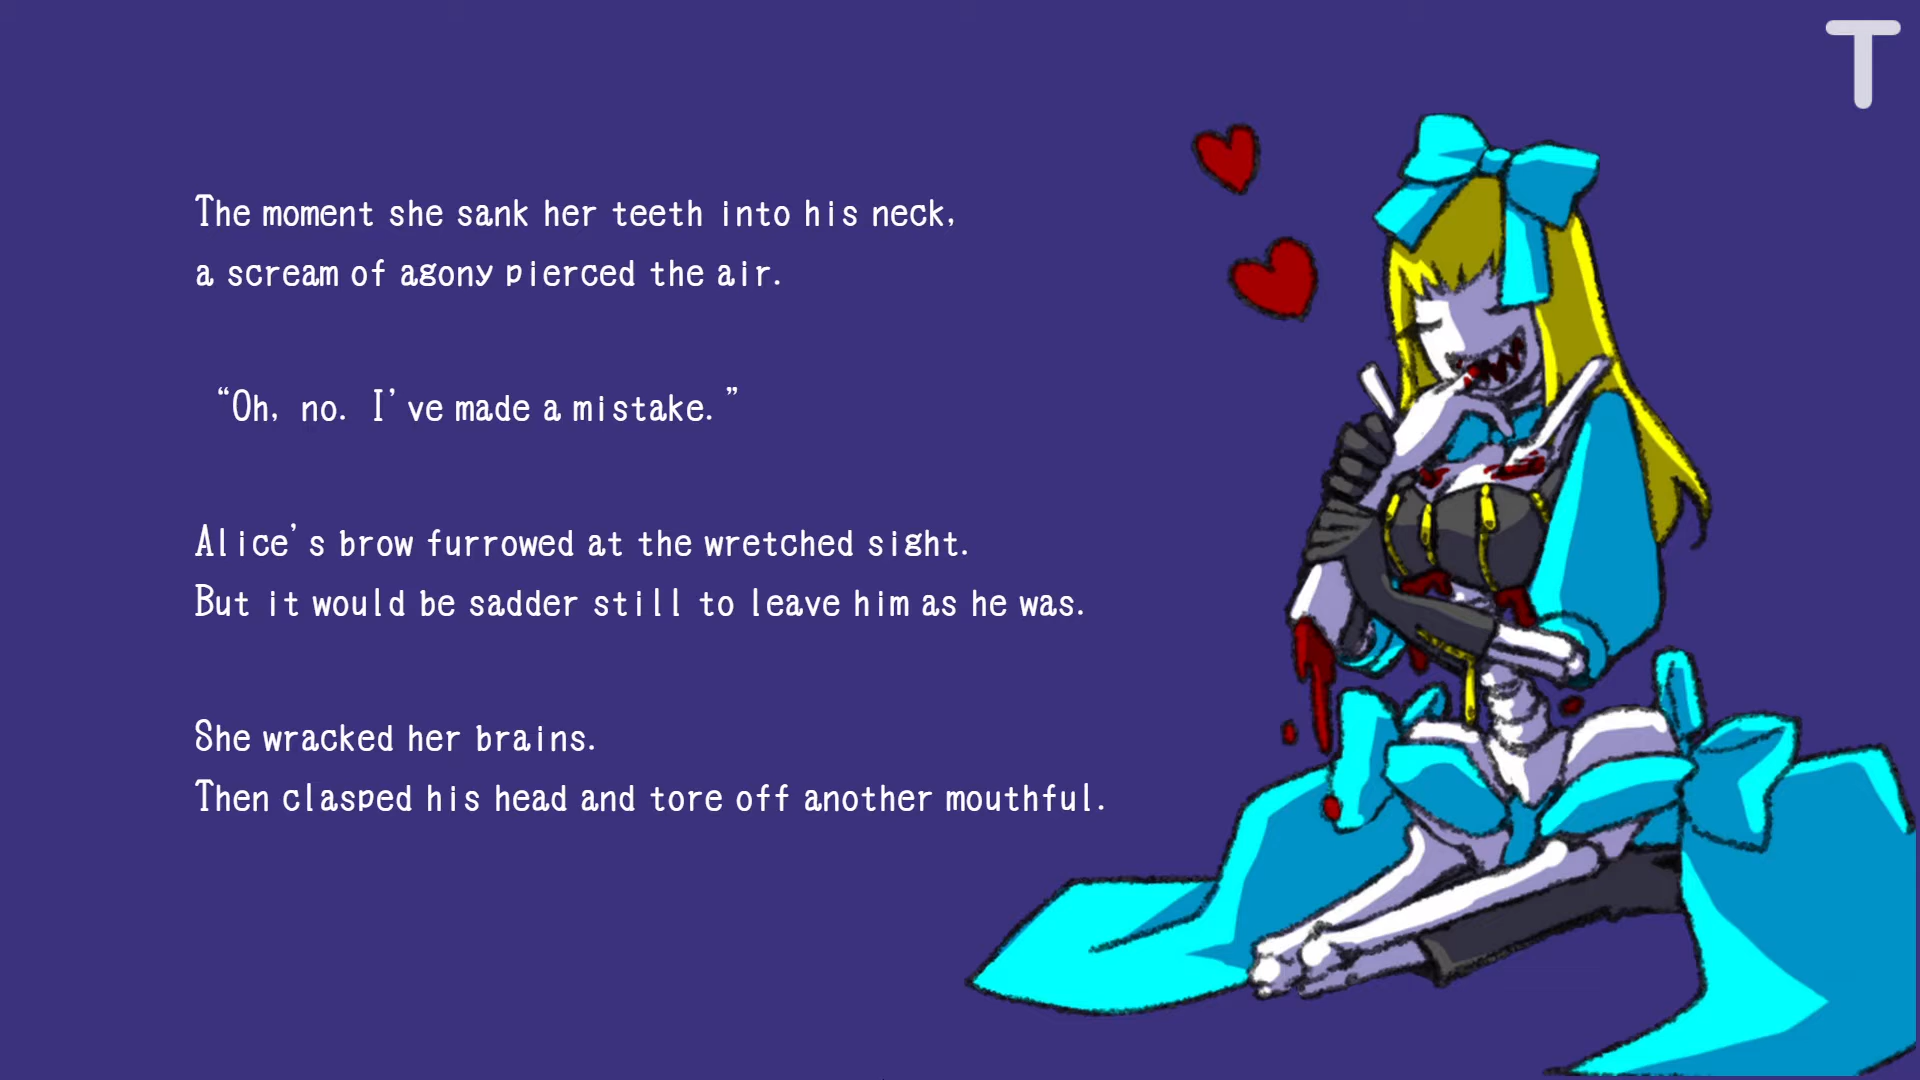 T
The moment she sank her teeth into his neck,
a scream of agony pierced the air.
“Oh, no. I've made a mistake.”
Alice's brow furrowed at the wretched sight.
But it would be sadder still to leave him as he was.
She wracked her brains.
Then clasped his head and tore off another mouthful.